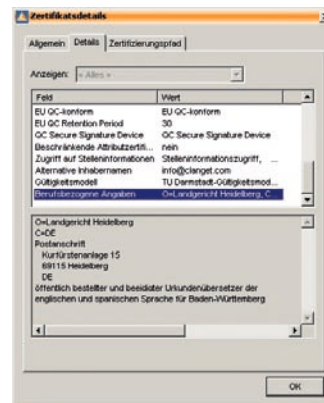 Zertifikatsdetails
Allgemein Details Zertifizierungspfad
Anzeigen: « Alles »
Feld Wert
EU QC-konform EU QC-konform
EU QC Retention Period 30
QC Secure Signature Device QC Secure Signature Device
Beschränkende Attributzertifi... nein
Zugriff auf Stelleninformationen Stelleninformationszugriff, ...
Alternative Inhabernamen info@clanget.com
Gültigkeitsmodell TU Darmstadt-Gültigkeitsmod...
Berufsbezogene Angaben O=Landgericht Heidelberg, C...
O=Landgericht Heidelberg
C=DE
Postanschrift
Kurfürstenanlage 15
69115 Heidelberg
DE
öffentlich bestellter und beeidigter Urkundenübersetzer der
englischen und spanischen Sprache für Baden-Württemberg
OK